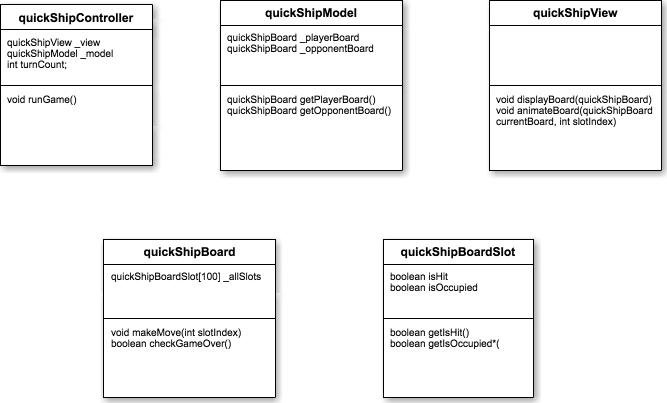 quickShipController
quickShipView _view
quickShipModel _model
int turnCount;
void runGame()
quickShipModel
quickShipBoard _playerBoard
quickShipBoard _opponentBoard
quickShipBoard getPlayerBoard()
quickShipBoard getOpponentBoard()
quickShipView
void displayBoard(quickShipBoard)
void animateBoard(quickShipBoard
currentBoard, int slotIndex)
quickShipBoard
quickShipBoardSlot[100] _allSlots
void makeMove(int slotIndex)
boolean checkGameOver()
quickShipBoardSlot
boolean isHit
boolean isOccupied
boolean getIsHit()
boolean getIsOccupied*(